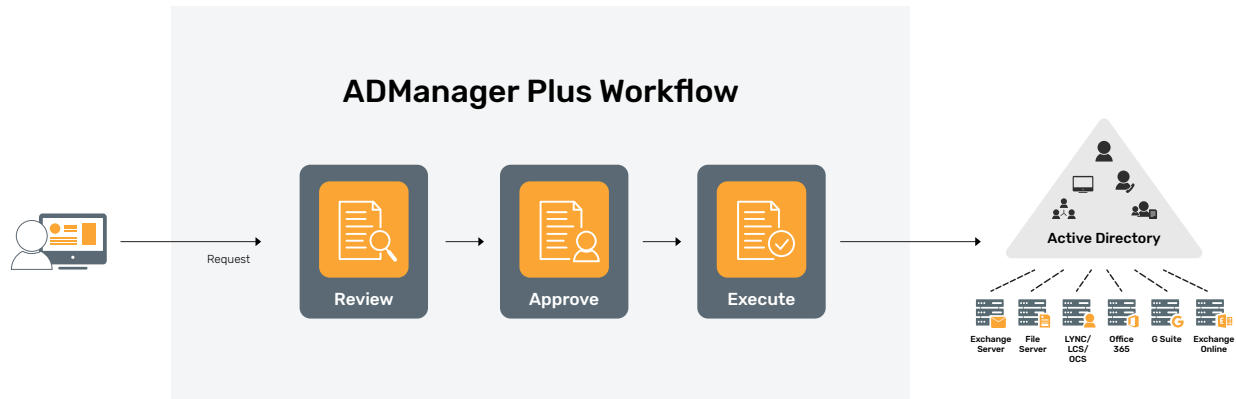 ADManager Plus Workflow
Request
Review
Approve
Execute
Active Directory
Exchange
Server
File
Server
LYNC/
LCS/
OCS
Office
365
G Suite
Exchange
Online